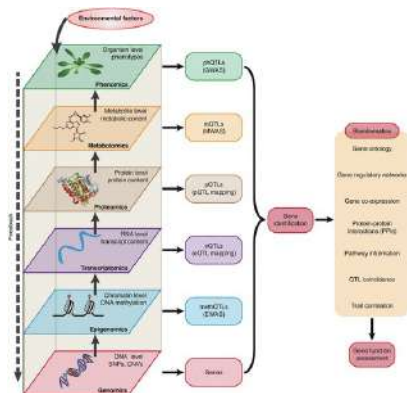 Environmental factors
Organism level
phenotypes
Phenomics
Metabolite level
metabolic content
Metabolomics
Protein level
protein content
Proteomics
RNA level
transcript content
Transcriptomics
Chromatin level
DNA methylation
Epigenomics
DNA level
SNPs, CNVs
Genomics
Feedback
phQTLs
(GWAS)
mQTLs
(MWAS)
pQTLs
(pQTL mapping)
eQTLs
(eQTL mapping)
methQTLs
(EWAS)
Genes
Gene
identification
Bioinformatics
Gene ontology
Gene regulatory networks
Gene co-expression
Protein-protein
interactions (PPIs)
Pathway information
QTL coincidence
Trait correlation
Gene function
assessment